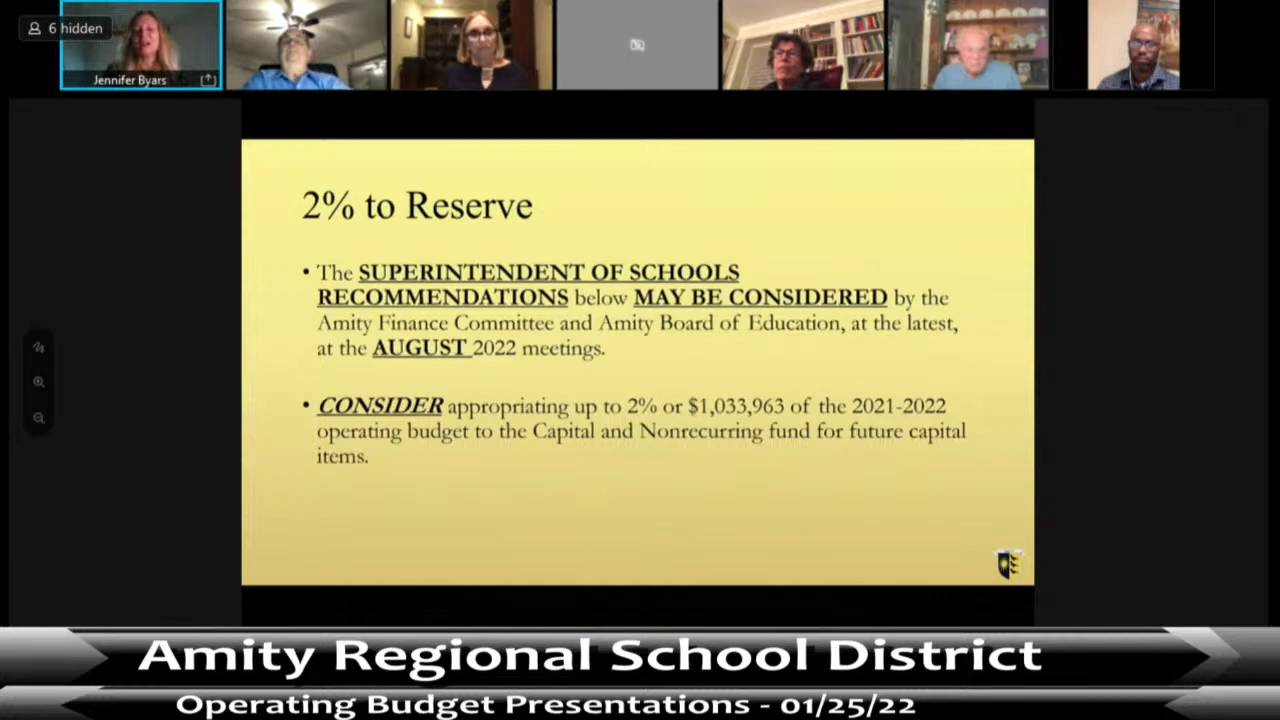 6 hidden
Jennifer Byars
2% to Reserve
• The SUPERINTENDENT OF SCHOOLS
RECOMMENDATIONS below MAY BE CONSIDERED by the
Amity Finance Committee and Amity Board of Education, at the latest,
at the AUGUST 2022 meetings.
• CONSIDER appropriating up to 2% or $1,033,963 of the 2021-2022
operating budget to the Capital and Nonrecurring fund for future capital
items.
Amity Regional School District
Operating Budget Presentations - 01/25/22